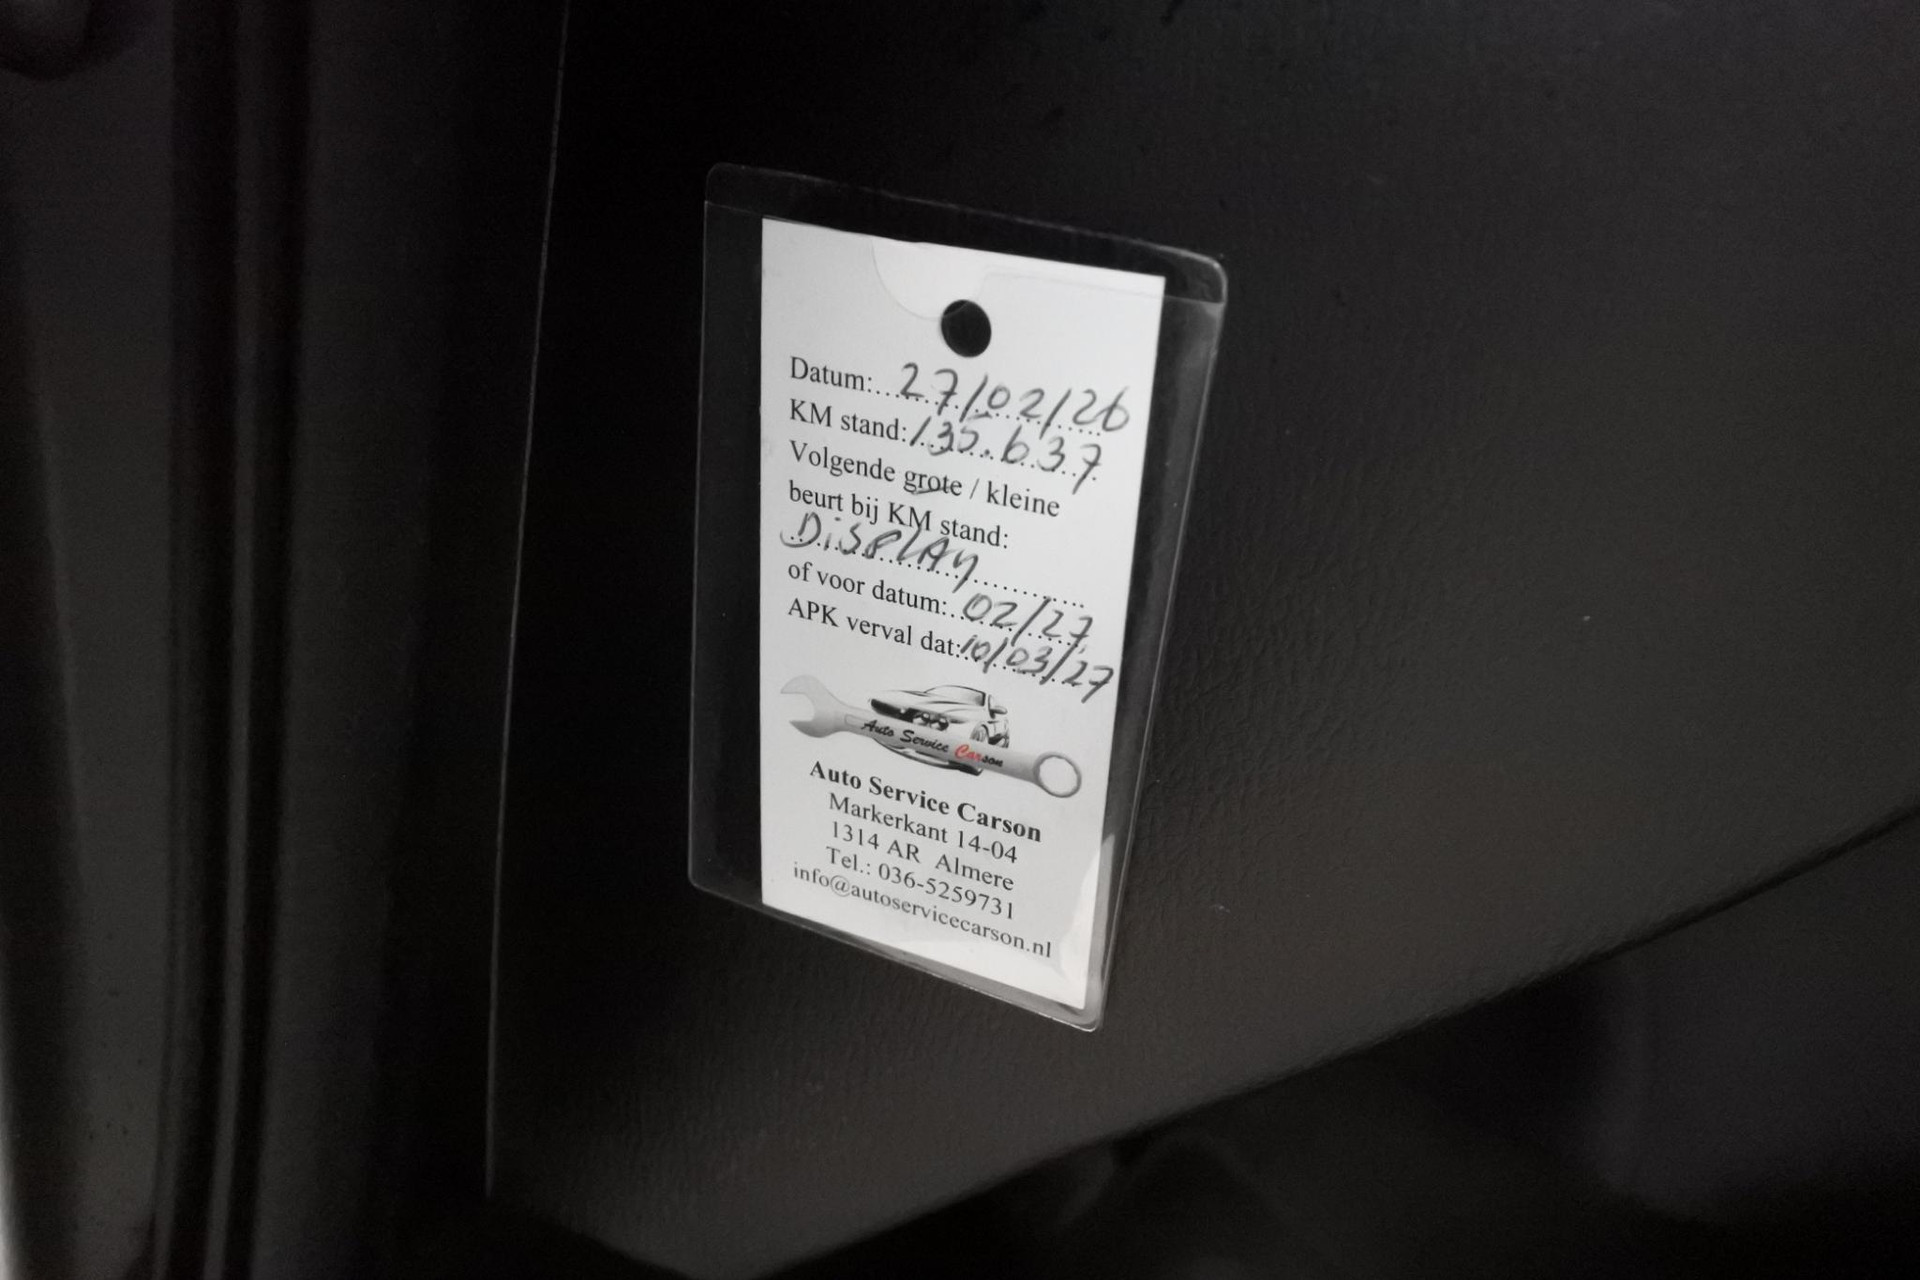 Datum: 27/02/26
KM stand: 135.637
Volgende grote / kleine
beurt bij KM stand:
DiSPLAy
of voor datum: 02/27
APK verval dat: 10/03/27
Auto Service Carson
Auto Service Carson
Markerkant 14-04
1314 AR Almere
Tel.: 036-5259731
info@autoservicecarson.nl